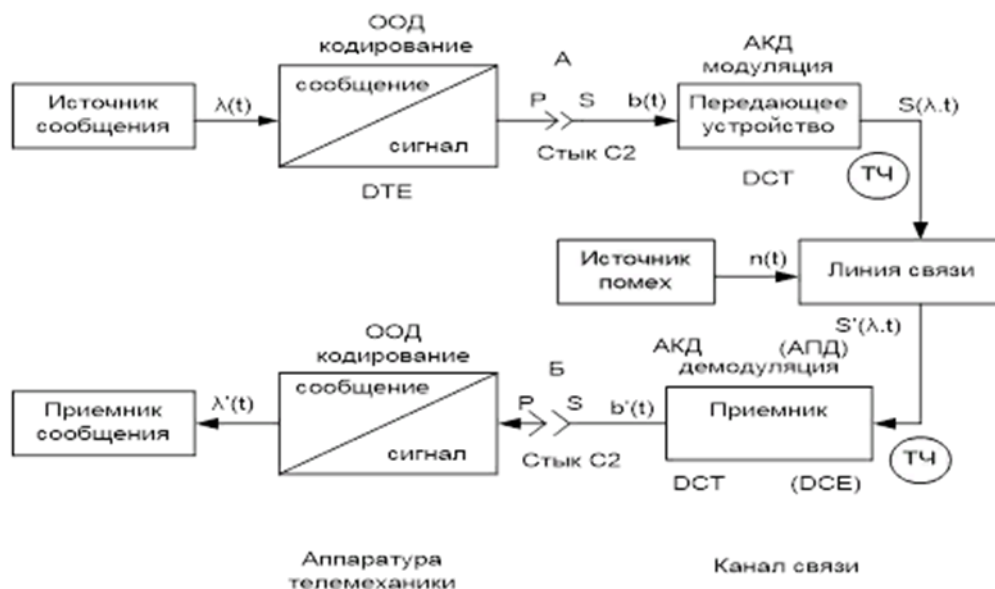 ООД
кодирование
А
АКД
модуляция
Источник
сообщения
λ(t)
сообщение
сигнал
P S
b(t)
Передающее
устройство
S(λ.t)
Стык С2
DTE
DCT
ТЧ
Источник
помех
n(t)
Линия связи
S'(λ.t)
ООД
кодирование
Б
АКД (АПД)
демодуляция
Приемник
сообщения
λ'(t)
сообщение
сигнал
P S
b'(t)
Приемник
Стык С2
DCT (DCE)
ТЧ
Аппаратура
телемеханики
Канал связи